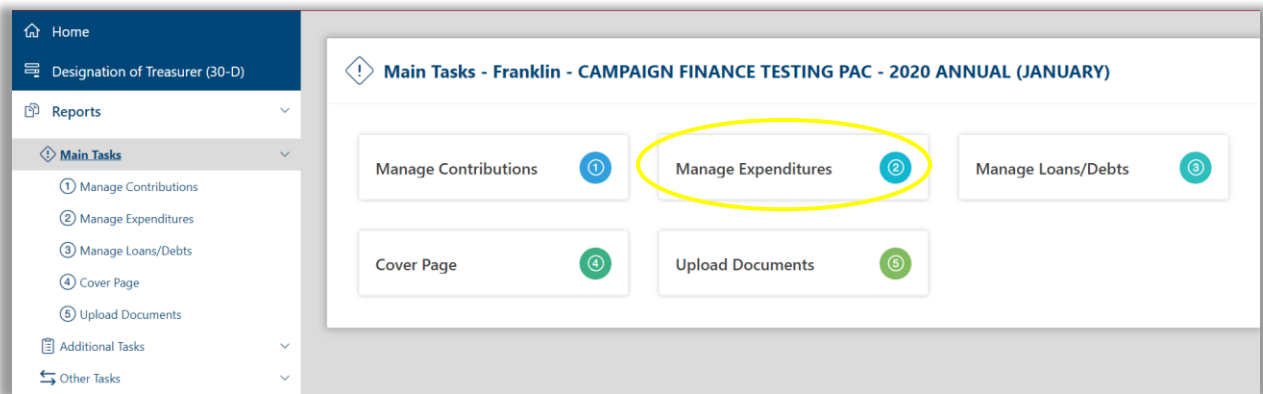 Home
Designation of Treasurer (30-D)
Reports
Main Tasks
1 Manage Contributions
2 Manage Expenditures
3 Manage Loans/Debts
4 Cover Page
5 Upload Documents
Additional Tasks
Other Tasks
Main Tasks - Franklin - CAMPAIGN FINANCE TESTING PAC - 2020 ANNUAL (JANUARY)
Manage Contributions 1
Manage Expenditures 2
Manage Loans/Debts 3
Cover Page 4
Upload Documents 5